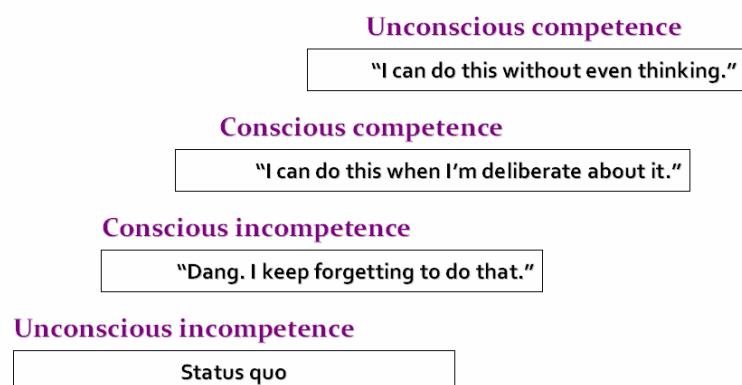 Unconscious competence
“I can do this without even thinking.”
Conscious competence
“I can do this when I’m deliberate about it.”
Conscious incompetence
“Dang. I keep forgetting to do that.”
Unconscious incompetence
Status quo